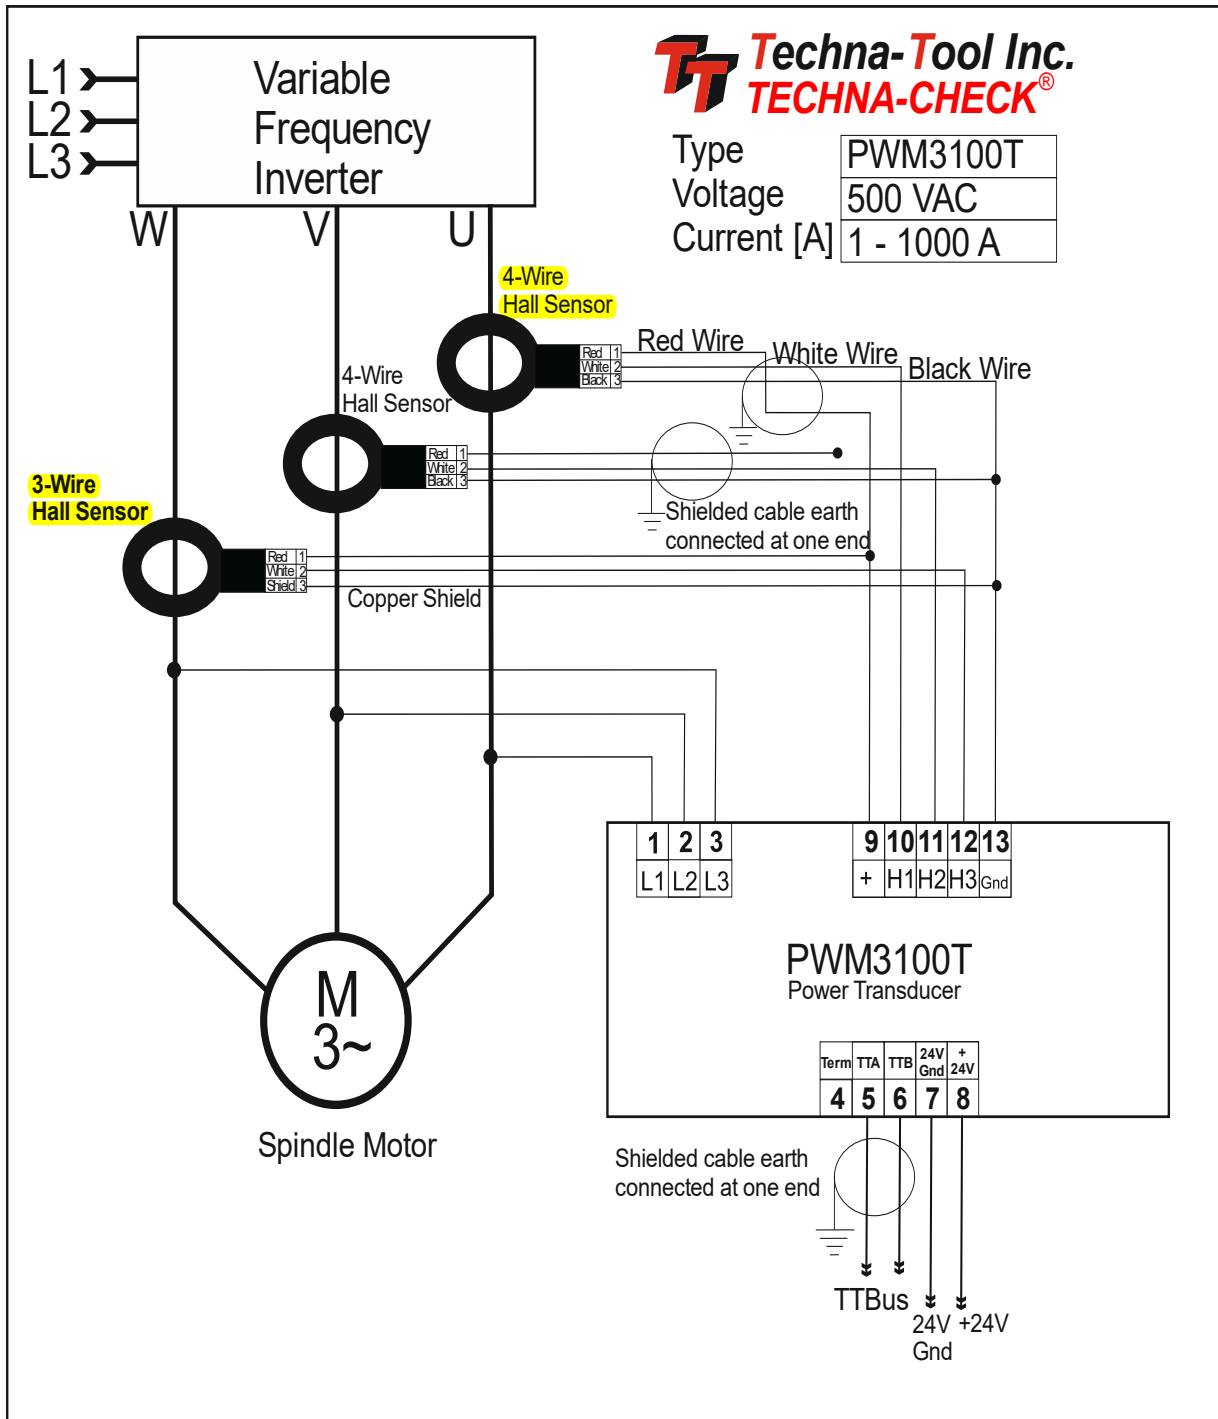 Techna-Tool Inc.
TECHNA-CHECK®
TT
Type PWM3100T
Voltage 500 VAC
Current [A] 1 - 1000 A
L1
L2
L3
Variable
Frequency
Inverter
W V U
4-Wire
Hall Sensor
Red 1
White 2
Black 3
Red Wire
White Wire
Black Wire
4-Wire
Hall Sensor
Red 1
White 2
Black 3
Shielded cable earth
connected at one end
3-Wire
Hall Sensor
Red 1
White 2
Shield 3
Copper Shield
1 2 3
L1 L2 L3
9 10 11 12 13
+ H1 H2 H3 Gnd
PWM3100T
Power Transducer
M
3~
Spindle Motor
Term TTA TTB 24V Gnd + 24V
4 5 6 7 8
Shielded cable earth
connected at one end
TTBus
24V
Gnd
+24V